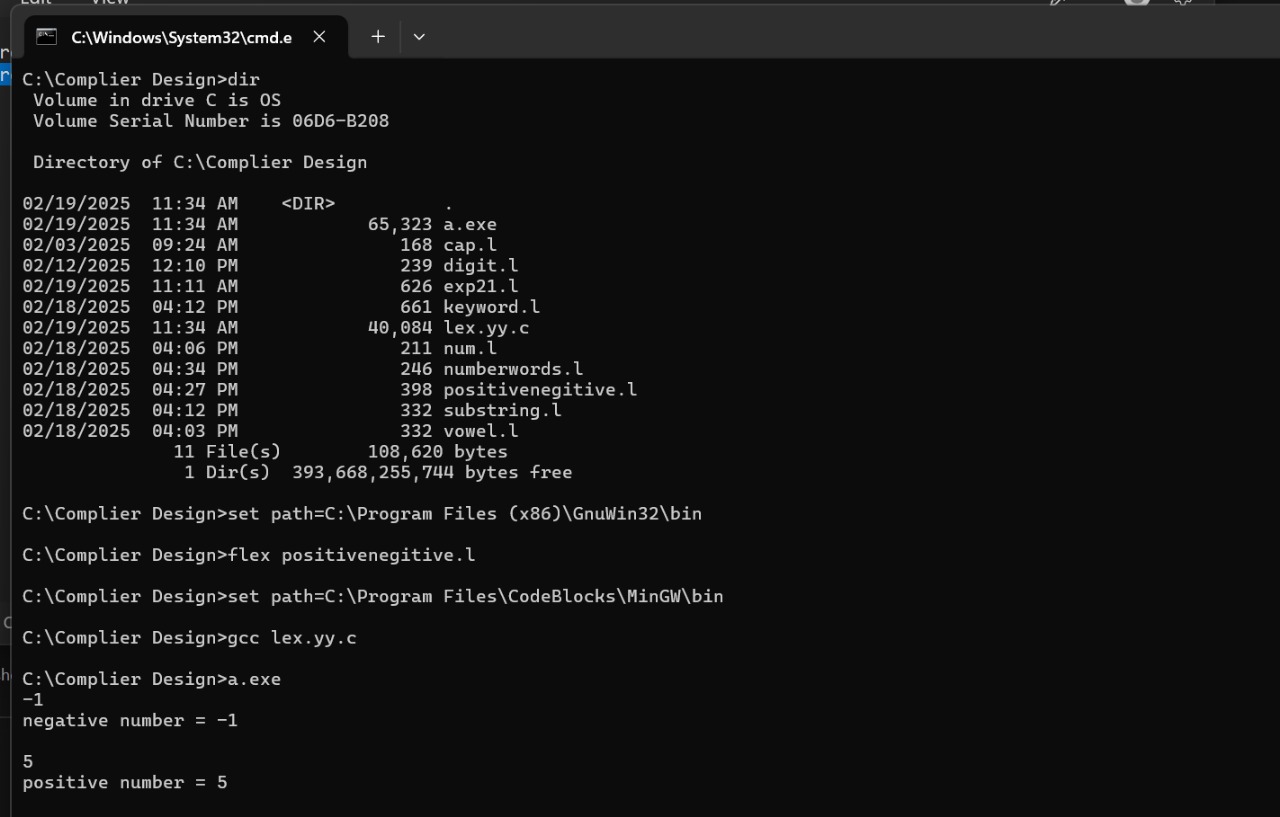 Edit View
C:\Windows\System32\cmd.e
C:\Complier Design>dir
Volume in drive C is OS
Volume Serial Number is 06D6-B208
Directory of C:\Complier Design
02/19/2025 11:34 AM <DIR> .
02/19/2025 11:34 AM 65,323 a.exe
02/03/2025 09:24 AM 168 cap.l
02/12/2025 12:10 PM 239 digit.l
02/19/2025 11:11 AM 626 exp21.l
02/18/2025 04:12 PM 661 keyword.l
02/19/2025 11:34 AM 40,084 lex.yy.c
02/18/2025 04:06 PM 211 num.l
02/18/2025 04:34 PM 246 numberwords.l
02/18/2025 04:27 PM 398 positivenegitive.l
02/18/2025 04:12 PM 332 substring.l
02/18/2025 04:03 PM 332 vowel.l
11 File(s) 108,620 bytes
1 Dir(s) 393,668,255,744 bytes free
C:\Complier Design>set path=C:\Program Files (x86)\GnuWin32\bin
C:\Complier Design>flex positivenegitive.l
C:\Complier Design>set path=C:\Program Files\CodeBlocks\MinGW\bin
C:\Complier Design>gcc lex.yy.c
C:\Complier Design>a.exe
-1
negative number = -1
5
positive number = 5